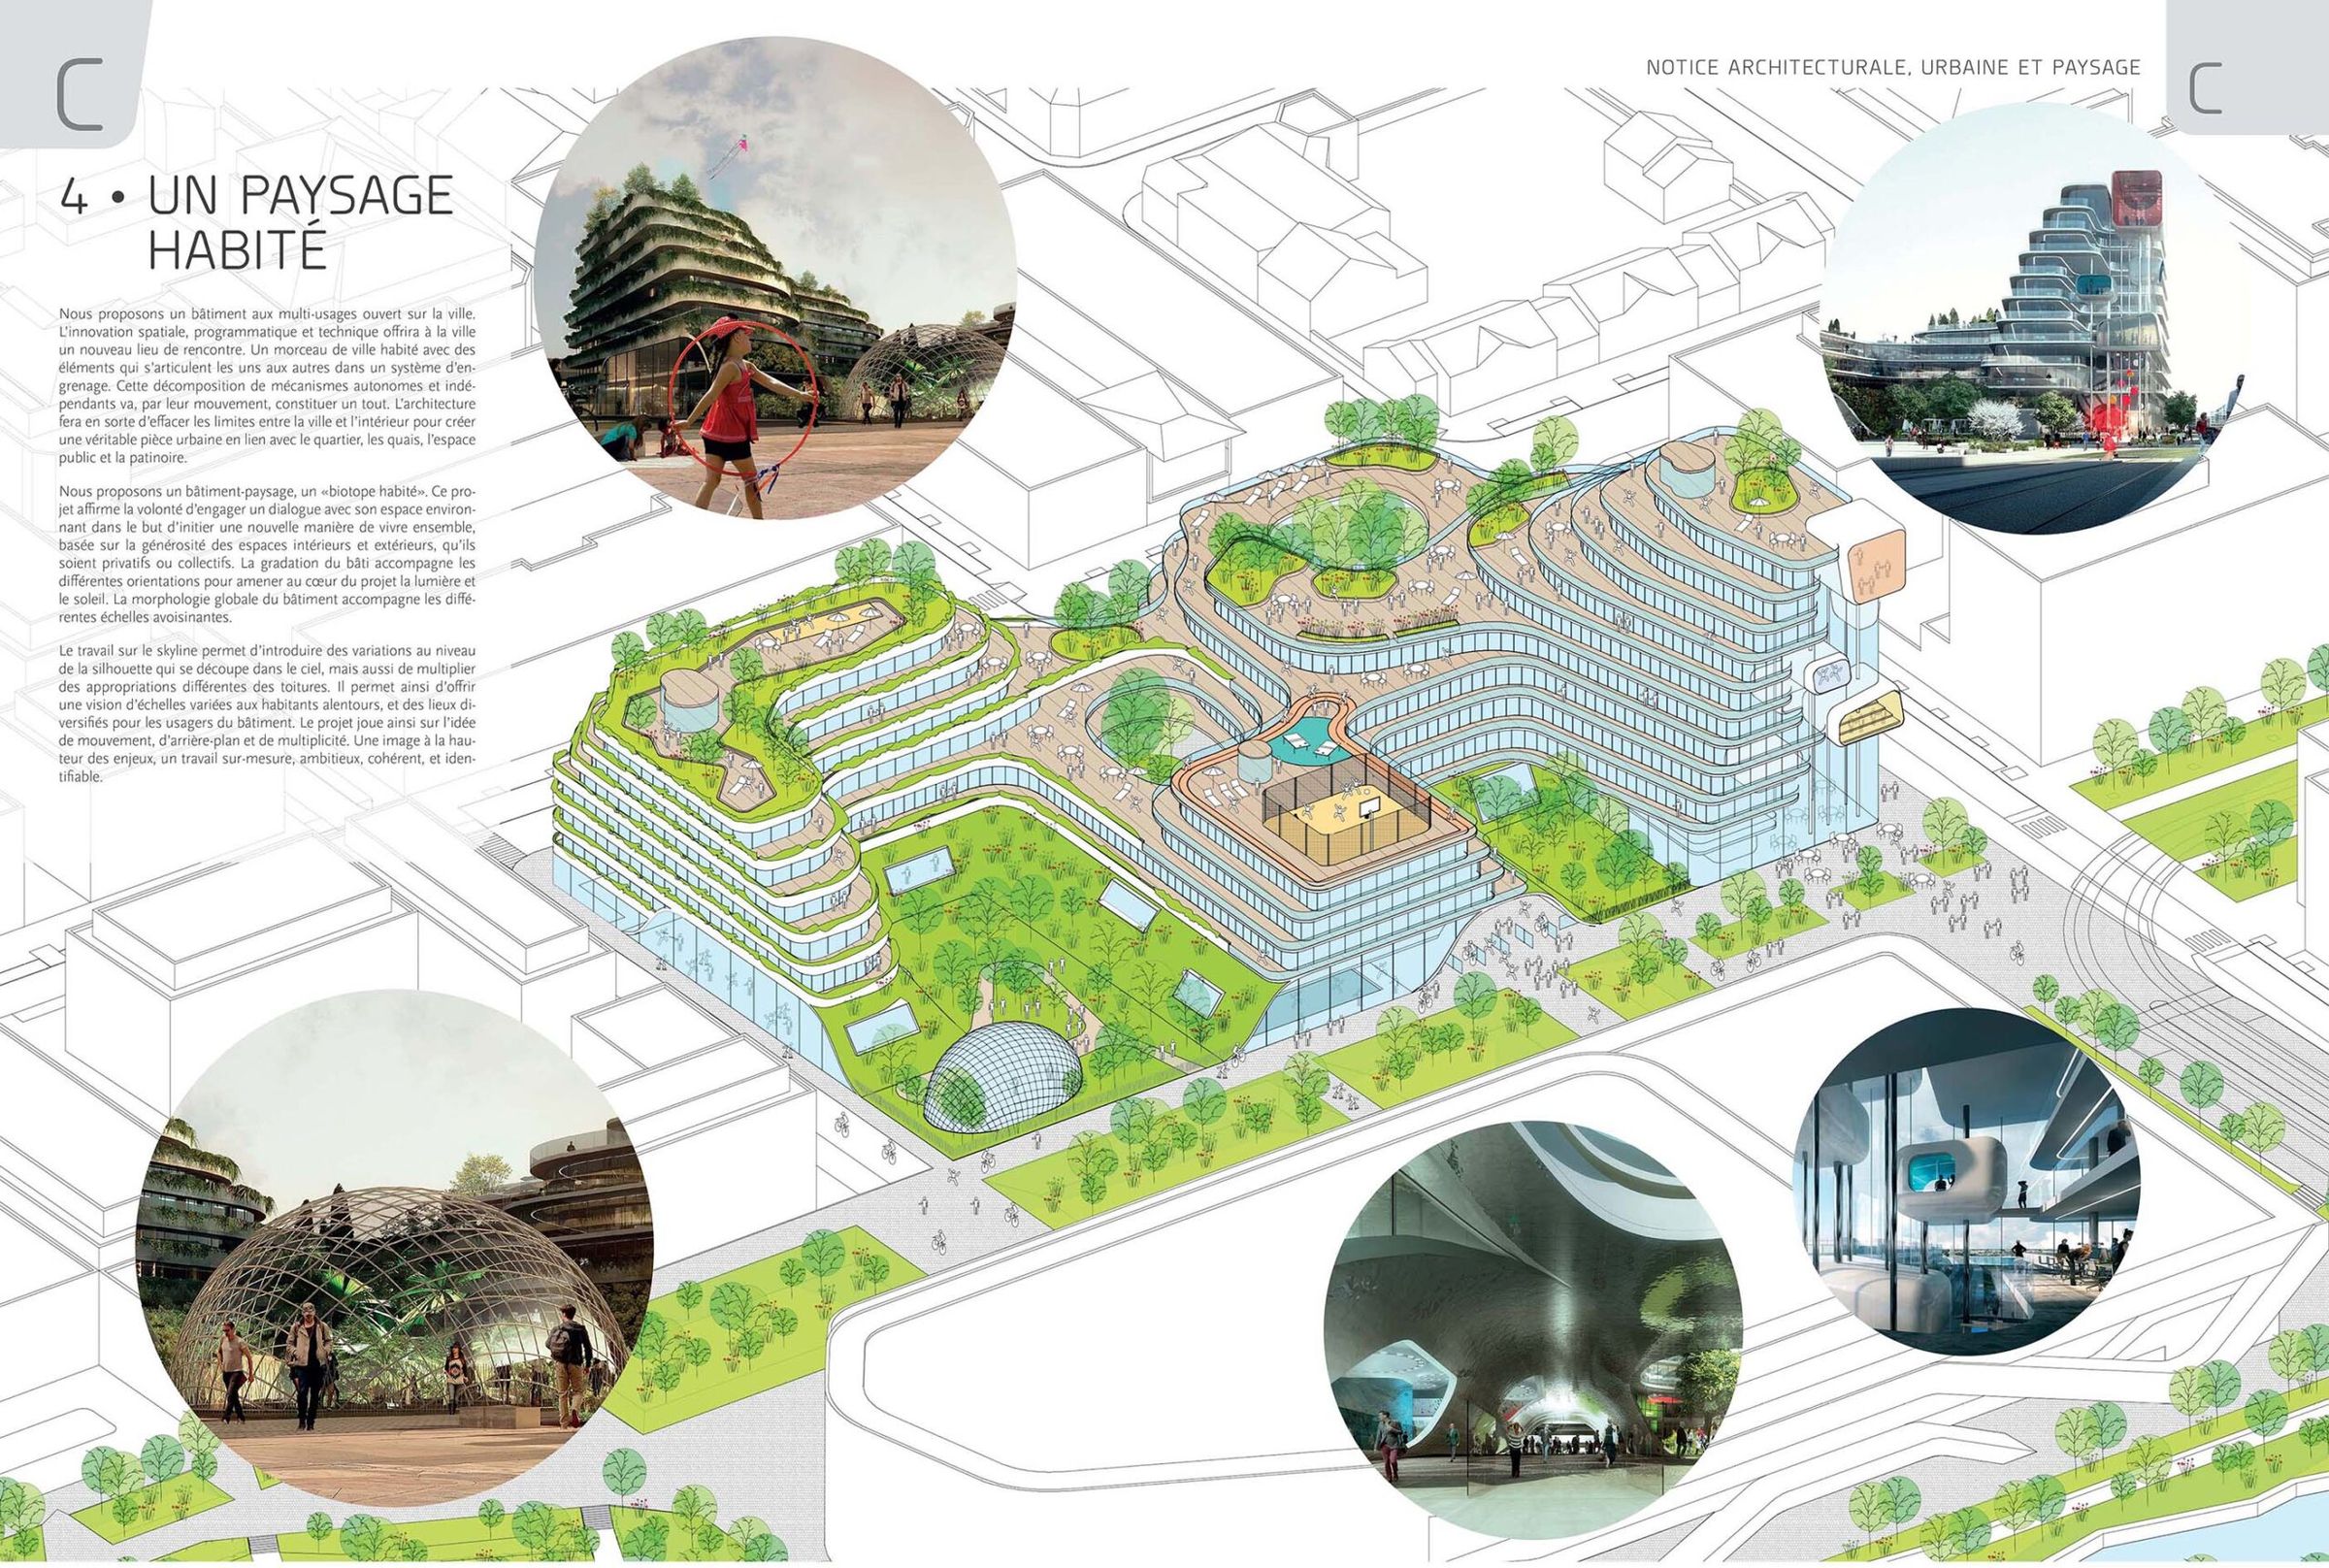 C
NOTICE ARCHITECTURALE, URBAINE ET PAYSAGE
C
4 • UN PAYSAGE
HABITÉ
Nous proposons un bâtiment aux multi-usages ouvert sur la ville.
L'innovation spatiale, programmatique et technique offrira à la ville
un nouveau lieu de rencontre. Un morceau de ville habité avec des
éléments qui s'articulent les uns aux autres dans un système d'en-
grenage. Cette décomposition de mécanismes autonomes et indé-
pendants va, par leur mouvement, constituer un tout. L'architecture
fera en sorte d'effacer les limites entre la ville et l'intérieur pour créer
une véritable pièce urbaine en lien avec le quartier, les quais, l'espace
public et la patinoire.
Nous proposons un bâtiment-paysage, un «biotope habité». Ce pro-
jet affirme la volonté d'engager un dialogue avec son espace environ-
nant dans le but d'initier une nouvelle manière de vivre ensemble,
basée sur la générosité des espaces intérieurs et extérieurs, qu'ils
soient privatifs ou collectifs. La gradation du bâti accompagne les
différentes orientations pour amener au cœur du projet la lumière et
le soleil. La morphologie globale du bâtiment accompagne les diffé-
rentes échelles avoisinantes.
Le travail sur le skyline permet d'introduire des variations au niveau
de la silhouette qui se découpe dans le ciel, mais aussi de multiplier
des appropriations différentes des toitures. Il permet ainsi d'offrir
une vision d'échelles variées aux habitants alentours, et des lieux di-
versifiés pour les usagers du bâtiment. Le projet joue ainsi sur l'idée
de mouvement, d'arrière-plan et de multiplicité. Une image à la hau-
teur des enjeux, un travail sur-mesure, ambitieux, cohérent, et iden-
tifiable.